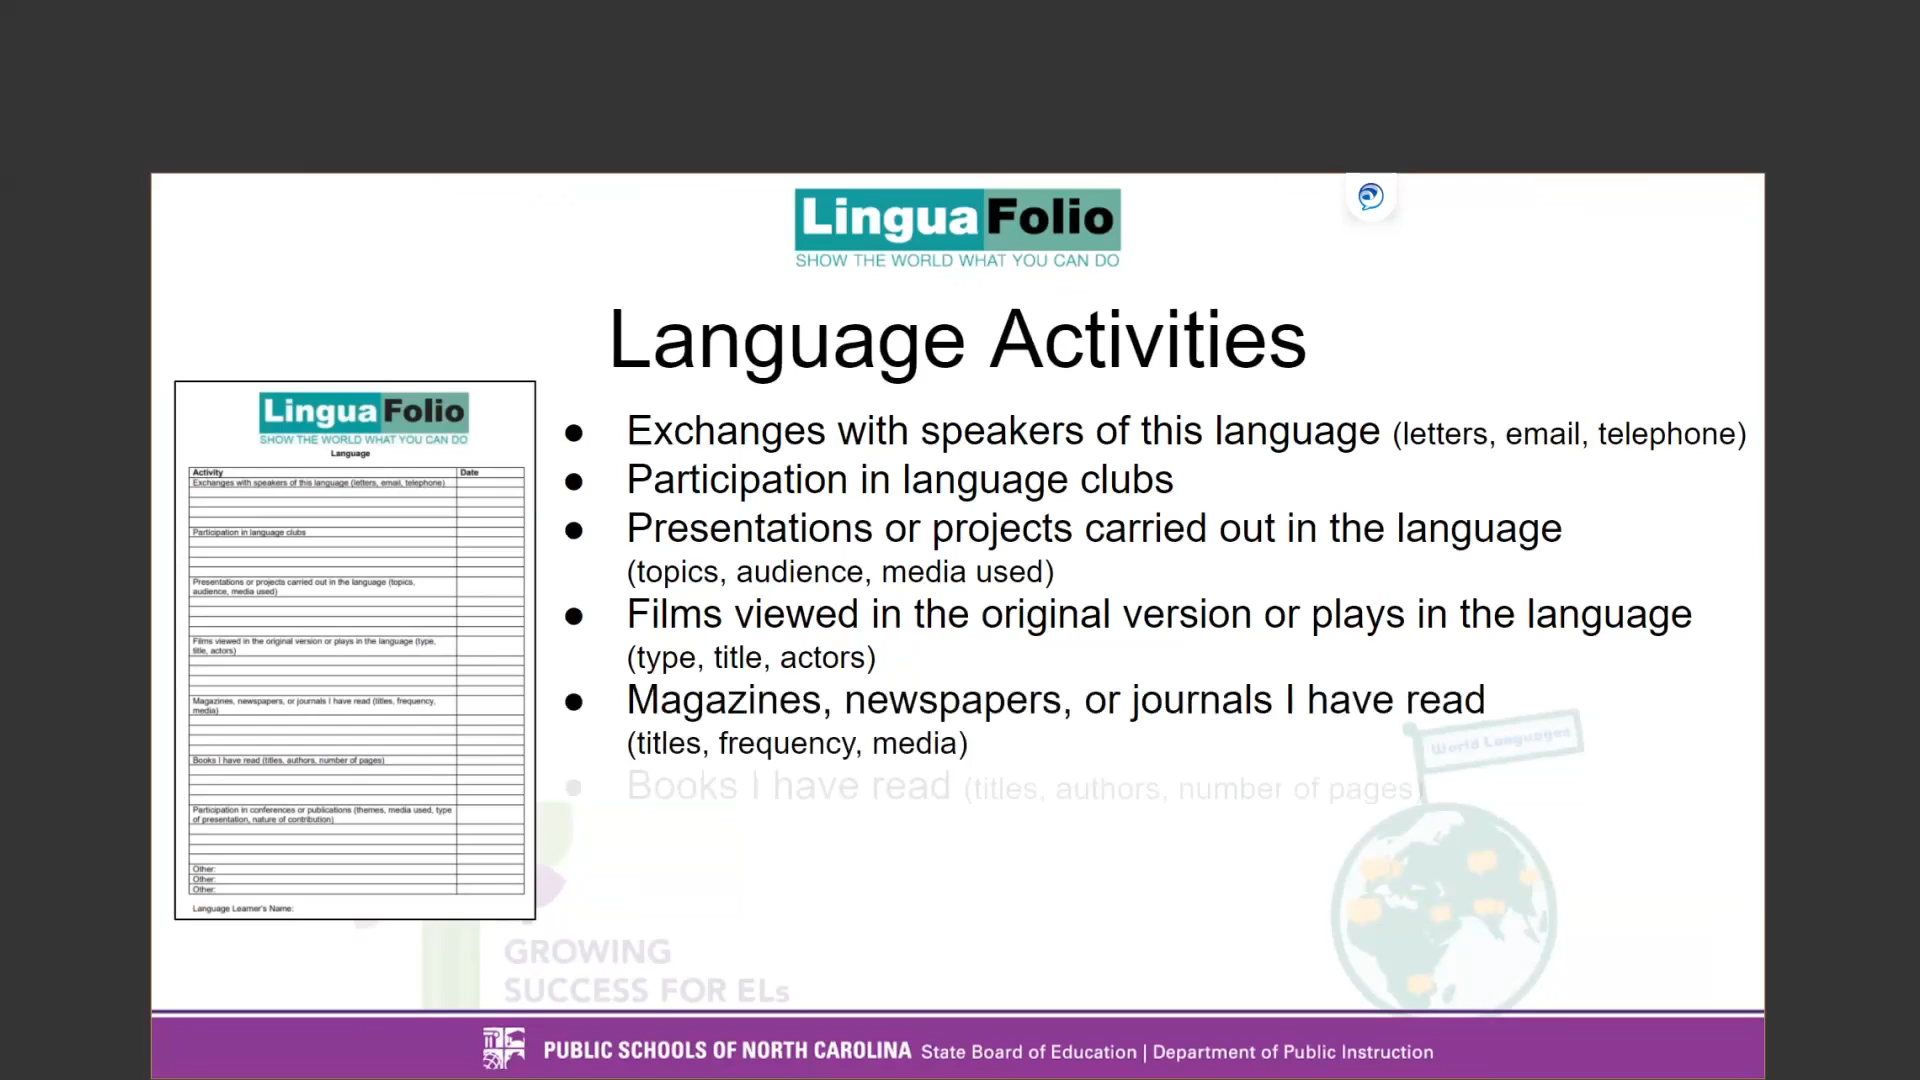 LinguaFolio
SHOW THE WORLD WHAT YOU CAN DO
Language Activities
LinguaFolio
SHOW THE WORLD WHAT YOU CAN DO
Language
Activity Date
Exchanges with speakers of this language (letters, email, telephone)
Participation in language clubs
Presentations or projects carried out in the language (topics,
audience, media used)
Films viewed in the original version or plays in the language (type,
title, actors)
Magazines, newspapers, or journals I have read (titles, frequency,
media)
Books I have read (titles, authors, number of pages)
Participation in conferences or publications (themes, media used, type
of presentation, nature of contribution)
Other:
Other:
Other:
Language Learner's Name:
● Exchanges with speakers of this language (letters, email, telephone)
● Participation in language clubs
● Presentations or projects carried out in the language
(topics, audience, media used)
● Films viewed in the original version or plays in the language
(type, title, actors)
● Magazines, newspapers, or journals I have read
(titles, frequency, media)
● Books I have read (titles, authors, number of pages)
World Languages
GROWING
SUCCESS FOR ELs
PUBLIC SCHOOLS OF NORTH CAROLINA State Board of Education | Department of Public Instruction